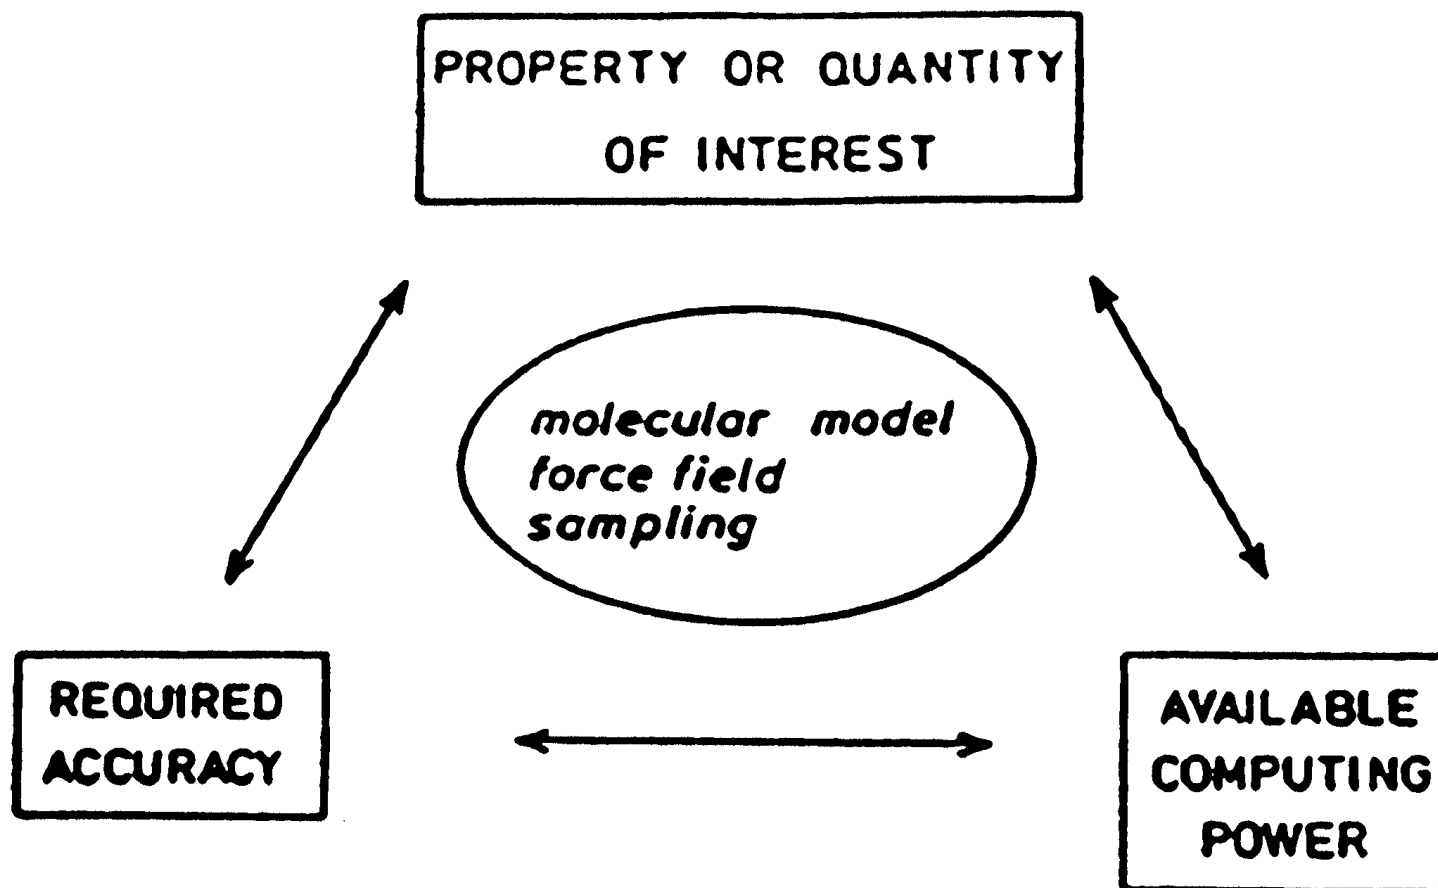 PROPERTY OR QUANTITY
OF INTEREST
molecular model
force field
sampling
REQUIRED
ACCURACY
AVAILABLE
COMPUTING
POWER